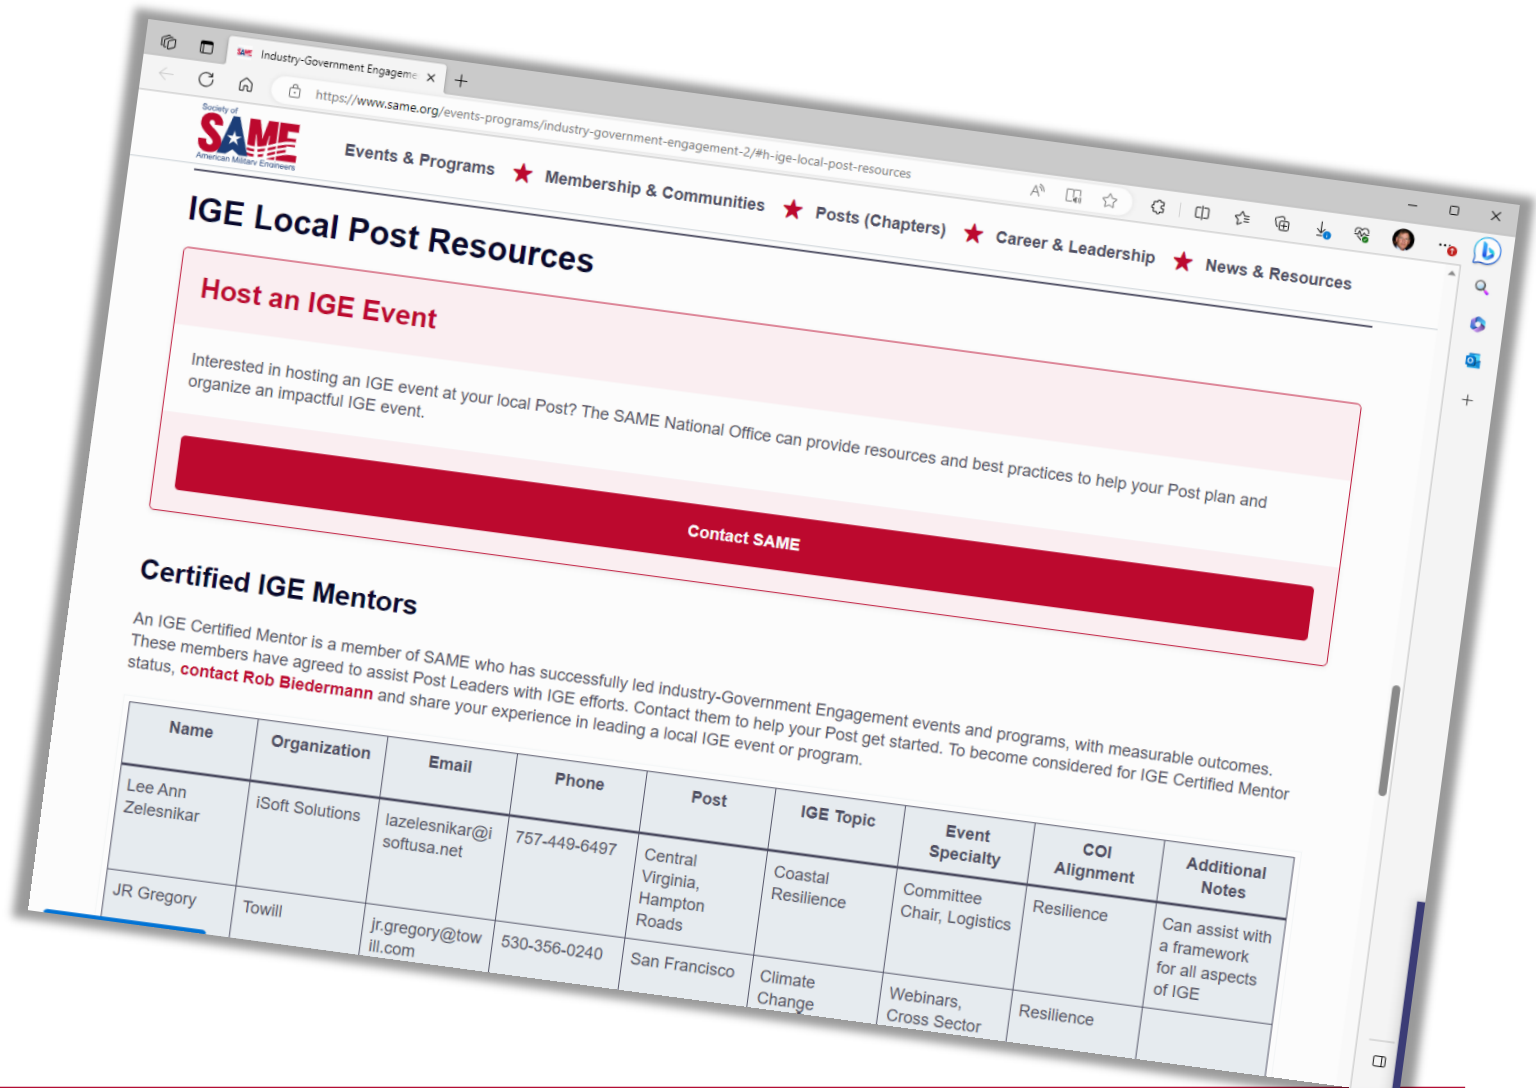 Industry-Government Engageme
https://www.same.org/events-programs/industry-government-engagement-2/#h-ige-local-post-resources
Society of
SAME
American Military Engineers
Events & Programs
Membership & Communities
Posts (Chapters)
Career & Leadership
News & Resources
IGE Local Post Resources
Host an IGE Event
Interested in hosting an IGE event at your local Post? The SAME National Office can provide resources and best practices to help your Post plan and
organize an impactful IGE event.
Contact SAME
Certified IGE Mentors
An IGE Certified Mentor is a member of SAME who has successfully led industry-Government Engagement events and programs, with measurable outcomes.
These members have agreed to assist Post Leaders with IGE efforts. Contact them to help your Post get started. To become considered for IGE Certified Mentor
status, contact Rob Biedermann and share your experience in leading a local IGE event or program.
Name
Organization
Email
Phone
Post
IGE Topic
Event
Specialty
COI
Alignment
Additional
Notes
Lee Ann
Zelesnikar
iSoft Solutions
lazelesnikar@i
softusa.net
757-449-6497
Central
Virginia,
Hampton
Roads
Coastal
Resilience
Committee
Chair, Logistics
Resilience
Can assist with
a framework
for all aspects
of IGE
JR Gregory
Towill
jr.gregory@tow
ill.com
530-356-0240
San Francisco
Climate
Change
Webinars,
Cross Sector
Resilience